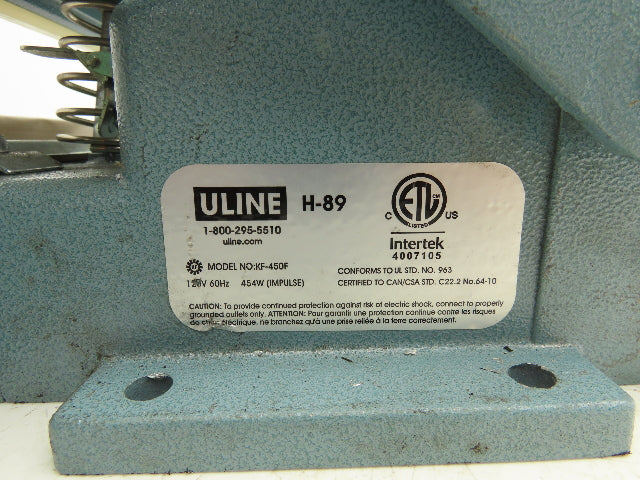 ULINE H-89
1-800-295-5510
uline.com
ETL CM
LISTED
C US
Intertek
4007105
MODEL NO:KF-450F
120V 60Hz 454W (IMPULSE)
CONFORMS TO UL STD. NO. 963
CERTIFIED TO CAN/CSA STD. C22.2 No.64-10
CAUTION: To provide continued protection against risk of electric shock, connect to properly
grounded outlets only. ATTENTION: Pour garantir une protection continue contre les risques
de choc électrique, ne branchez qu'à une prise reliée à la terre correctement.